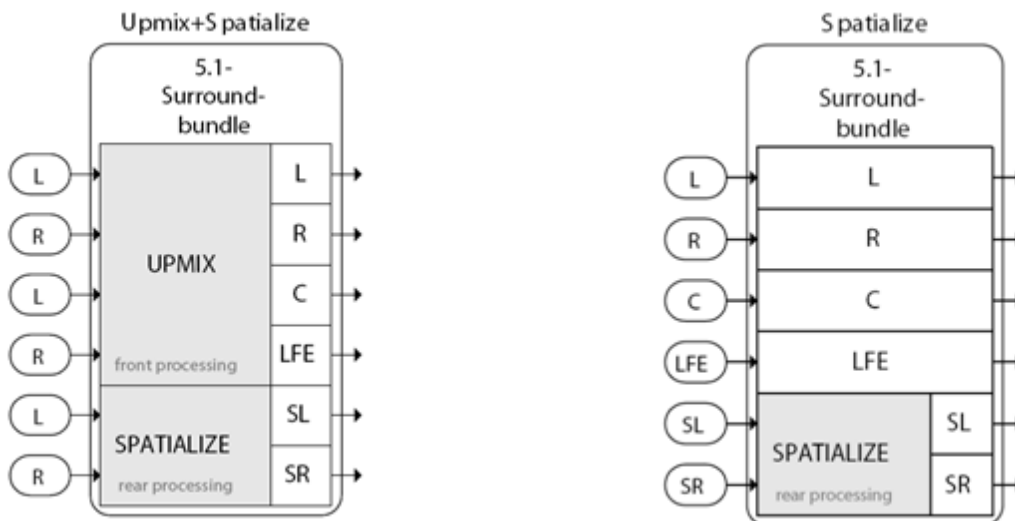 Upmix+Spatialize
5.1-
Surround-
bundle
L
R
L
R
L
R
UPMIX
front processing
SPATIALIZE
rear processing
L
R
C
LFE
SL
SR
Spatialize
5.1-
Surround-
bundle
L
R
C
LFE
SL
SR
L
R
C
LFE
SPATIALIZE
rear processing
SL
SR